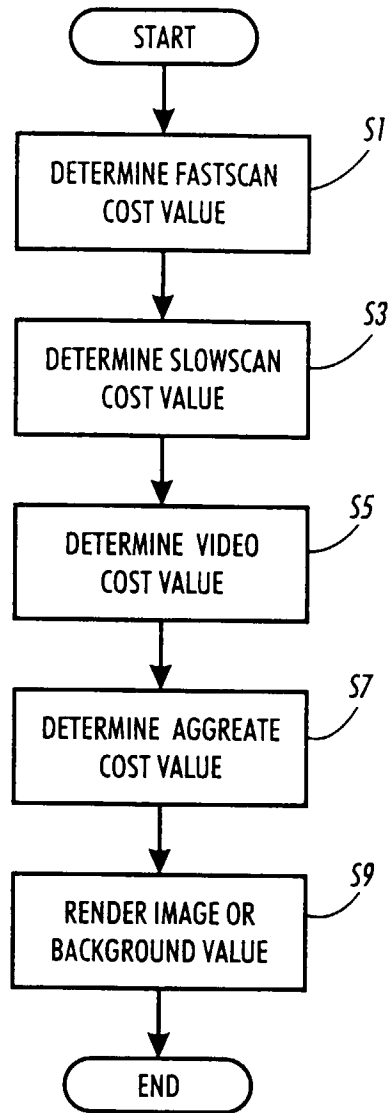 START
S1
DETERMINE FASTSCAN
COST VALUE
S3
DETERMINE SLOWSCAN
COST VALUE
S5
DETERMINE VIDEO
COST VALUE
S7
DETERMINE AGGREATE
COST VALUE
S9
RENDER IMAGE OR
BACKGROUND VALUE
END